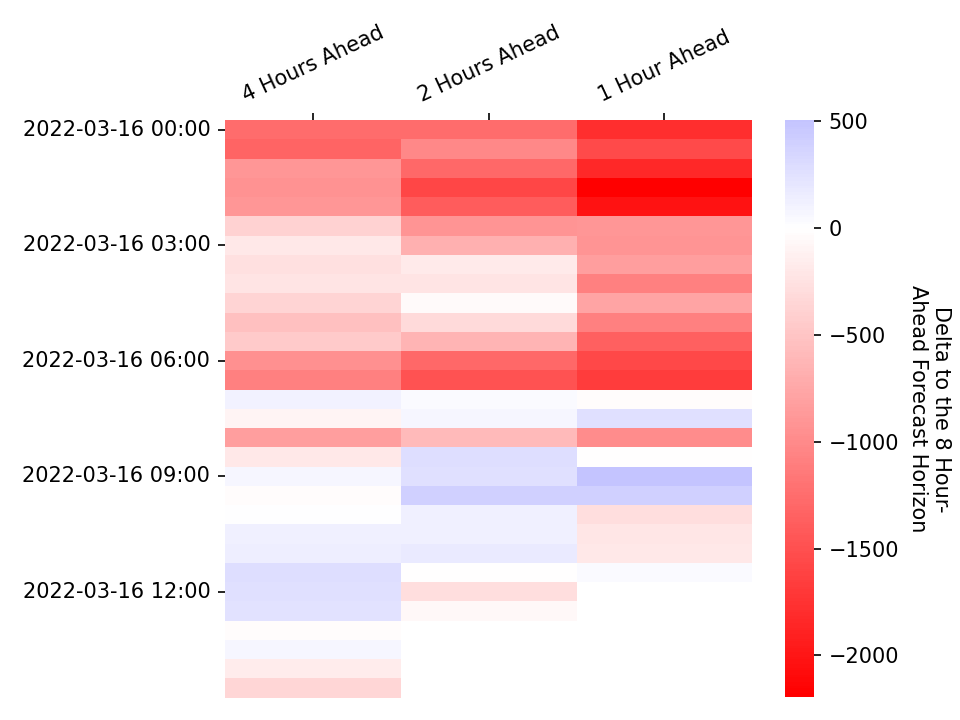 4 Hours Ahead
2 Hours Ahead
1 Hour Ahead
2022-03-16 00:00
2022-03-16 03:00
2022-03-16 06:00
2022-03-16 09:00
2022-03-16 12:00
500
0
−500
−1000
−1500
−2000
Delta to the 8 Hour-
Ahead Forecast Horizon